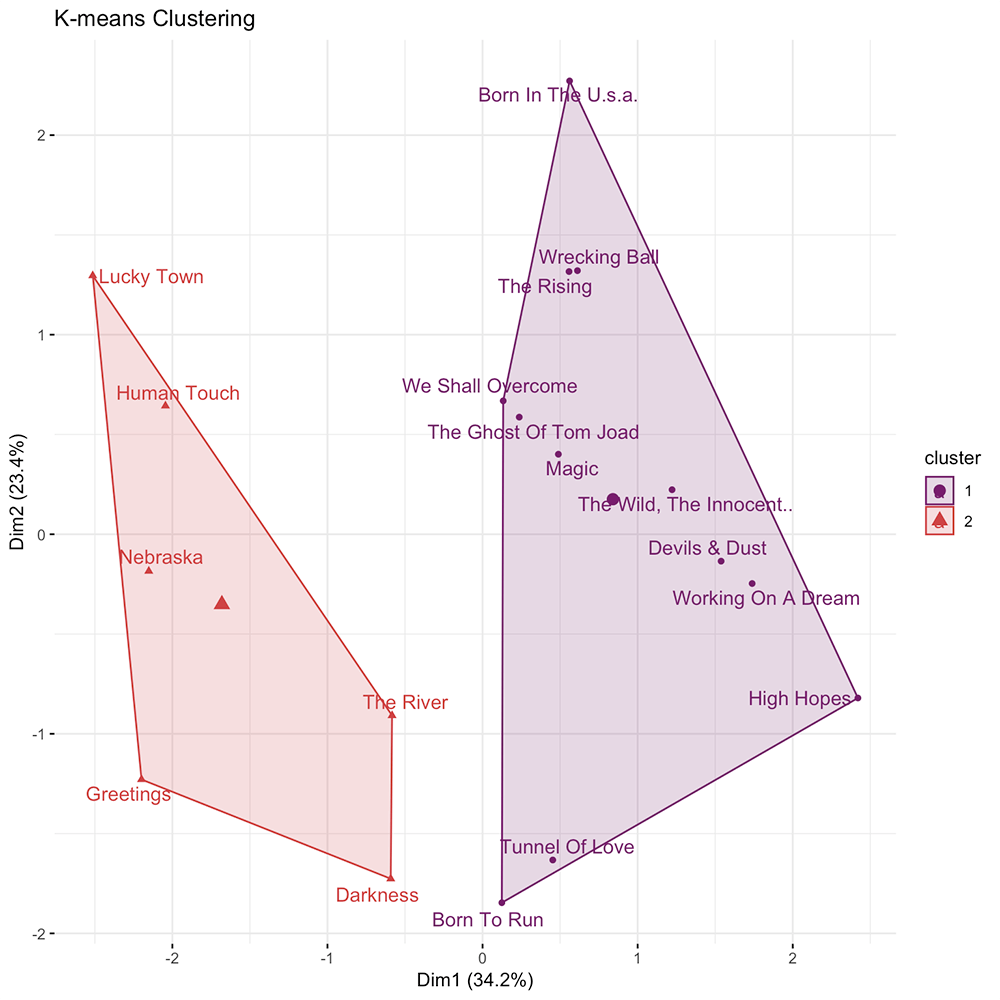 K-means Clustering
Born In The U.s.a.
Wrecking Ball
The Rising
Lucky Town
Human Touch
We Shall Overcome
The Ghost Of Tom Joad
Magic
The Wild, The Innocent..
Devils & Dust
Nebraska
Working On A Dream
High Hopes
The River
Greetings
Tunnel Of Love
Darkness
Born To Run
2
1
0
-1
-2
Dim2 (23.4%)
-2
-1
0
1
2
Dim1 (34.2%)
cluster
a 1
a 2